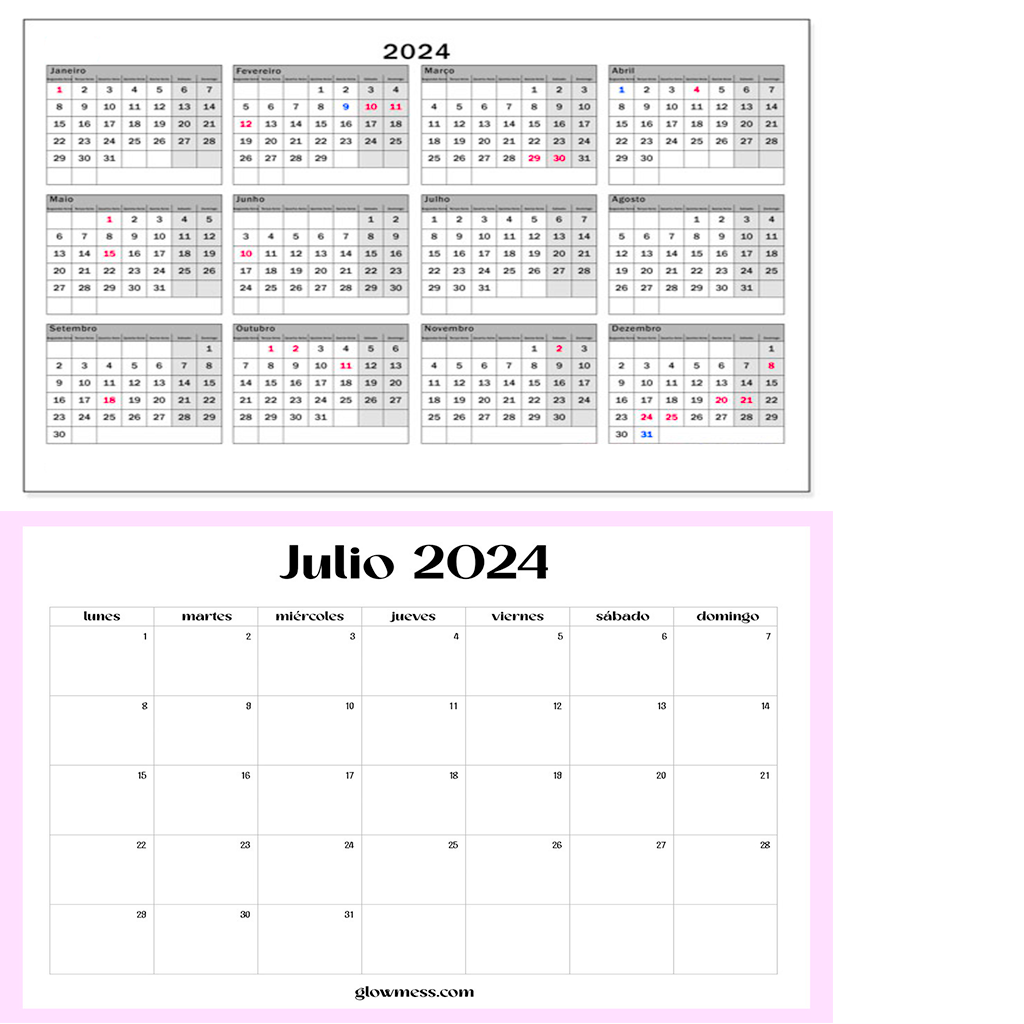 2024
Janeiro Fevereiro Março Abril
1 2 3 4 5 6 7 1 2 3 4 1 2 3 1 2 3 4 5 6 7
8 9 10 11 12 13 14 5 6 7 8 9 10 11 4 5 6 7 8 9 10 8 9 10 11 12 13 14
15 16 17 18 19 20 21 12 13 14 15 16 17 18 11 12 13 14 15 16 17 15 16 17 18 19 20 21
22 23 24 25 26 27 28 19 20 21 22 23 24 25 18 19 20 21 22 23 24 22 23 24 25 26 27 28
29 30 31 26 27 28 29 25 26 27 28 29 30 31 29 30
Maio Junho Julho Agosto
1 2 3 4 5 1 2 1 2 3 4 5 6 7 1 2 3 4
6 7 8 9 10 11 12 3 4 5 6 7 8 9 8 9 10 11 12 13 14 5 6 7 8 9 10 11
13 14 15 16 17 18 19 10 11 12 13 14 15 16 15 16 17 18 19 20 21 12 13 14 15 16 17 18
20 21 22 23 24 25 26 17 18 19 20 21 22 23 22 23 24 25 26 27 28 19 20 21 22 23 24 25
27 28 29 30 31 24 25 26 27 28 29 30 29 30 31 26 27 28 29 30 31
Setembro Outubro Novembro Dezembro
1 1 2 3 4 5 6 1 2 3 1
2 3 4 5 6 7 8 7 8 9 10 11 12 13 4 5 6 7 8 9 10 2 3 4 5 6 7 8
9 10 11 12 13 14 15 14 15 16 17 18 19 20 11 12 13 14 15 16 17 9 10 11 12 13 14 15
16 17 18 19 20 21 22 21 22 23 24 25 26 27 18 19 20 21 22 23 24 16 17 18 19 20 21 22
23 24 25 26 27 28 29 28 29 30 31 25 26 27 28 29 30 23 24 25 26 27 28 29
30 30 31
Julio 2024
lunes martes miércoles jueves viernes sábado domingo
1 2 3 4 5 6 7
8 9 10 11 12 13 14
15 16 17 18 19 20 21
22 23 24 25 26 27 28
29 30 31
glowmess.com